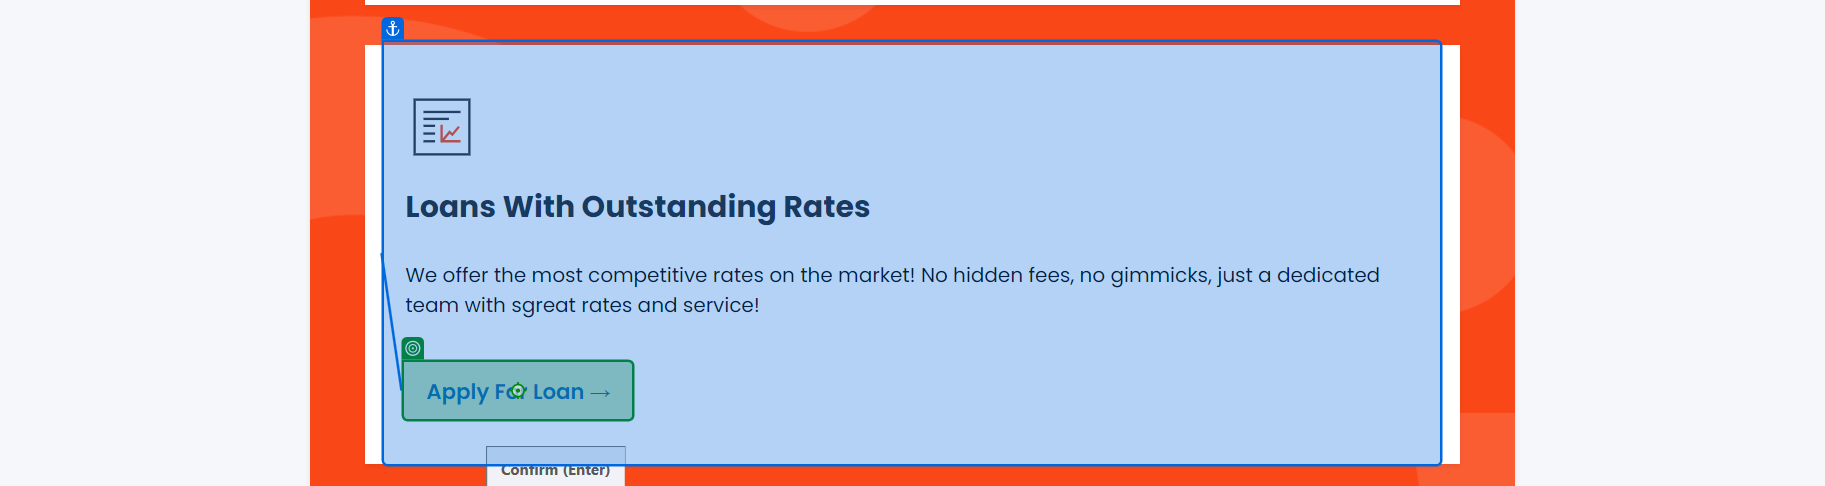 Loans With Outstanding Rates
We offer the most competitive rates on the market! No hidden fees, no gimmicks, just a dedicated
team with sgreat rates and service!
Apply For Loan →
Confirm (Enter)